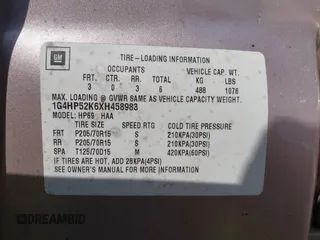 GM
TIRE-LOADING INFORMATION
OCCUPANTS VEHICLE CAP. WT.
FRT CTR RR TOTAL KG LBS
3 0 3 6 488 1076
MAX. LOADING @ GVWR SAME AS VEHICLE CAPACITY WEIGHT.
1G4HP52K6XH458983
MODEL: HP69 HAA
TIRE SIZE SPEED RTG COLD TIRE PRESSURE
FRT P205/70R15 S 210KPA(30PSI)
RR P205/70R15 S 210KPA(30PSI)
SPA T125/70D15 M 420KPA(60PSI)
IF TIRES ARE HOT, ADD 28KPA(4PSI)
SEE OWNER'S MANUAL FOR MORE INFORMATION.
DREAMBID